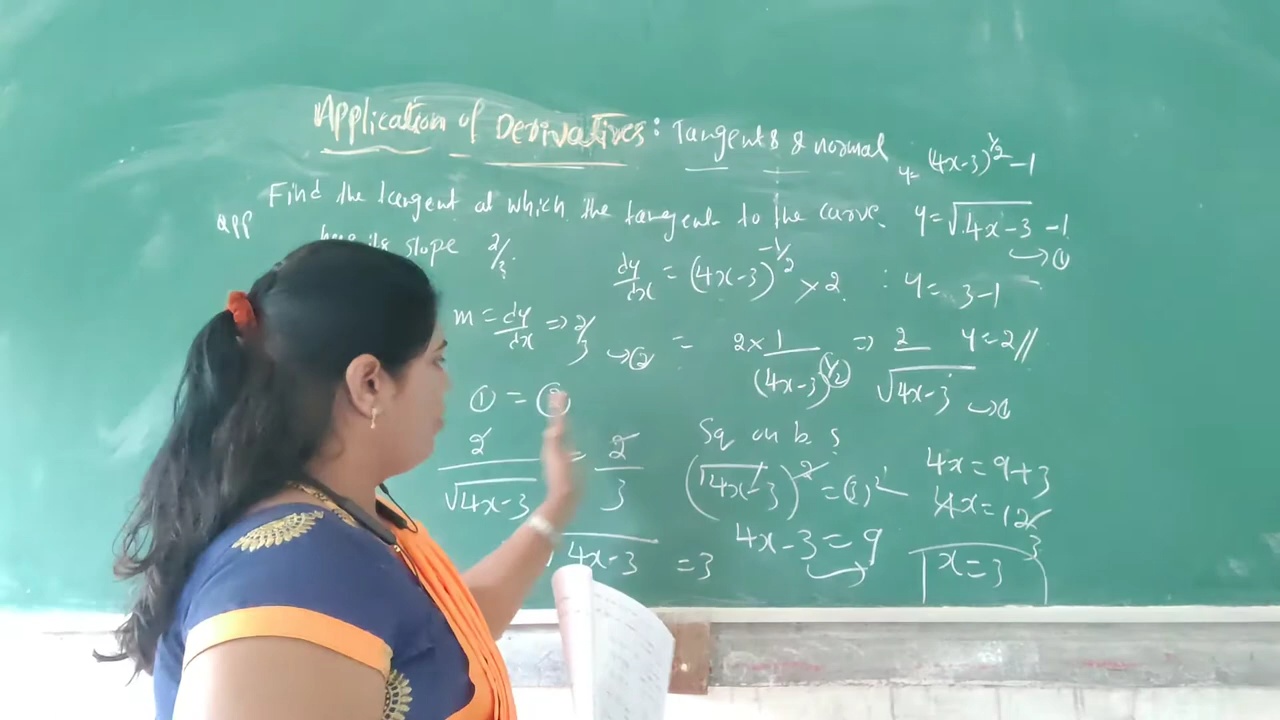 Application of Derivatives: Tangents & normal
y = (4x-3)^1/2 - 1
Find the tangent at which the tangent to the curve y = √4x-3 - 1 → ①
app
its slope 2/3.
dy/dx = (4x-3)^-1/2 × 2
: y = 3-1
m = dy/dx => 2/3 → ②
= 2 × 1/(4x-3)^1/2 => 2/√4x-3 → ①
y = 2//
① = ②
2/√4x-3 = 2/3
√4x-3 = 3
Sq on b s
(√4x-3)^2 = (3)^2
4x-3 = 9
4x = 9+3
4x = 12
3
x = 3